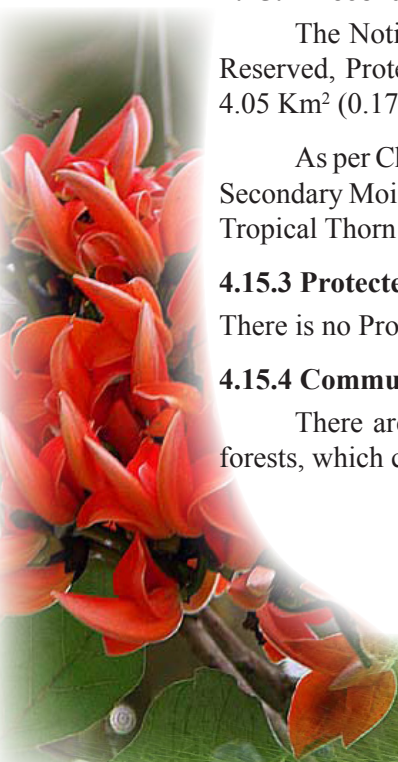 The Noti
Reserved, Prote
4.05 Km² (0.17
As per Cl
Secondary Moi
Tropical Thorn
4.15.3 Protecte
There is no Pro
4.15.4 Commu
There are
forests, which c